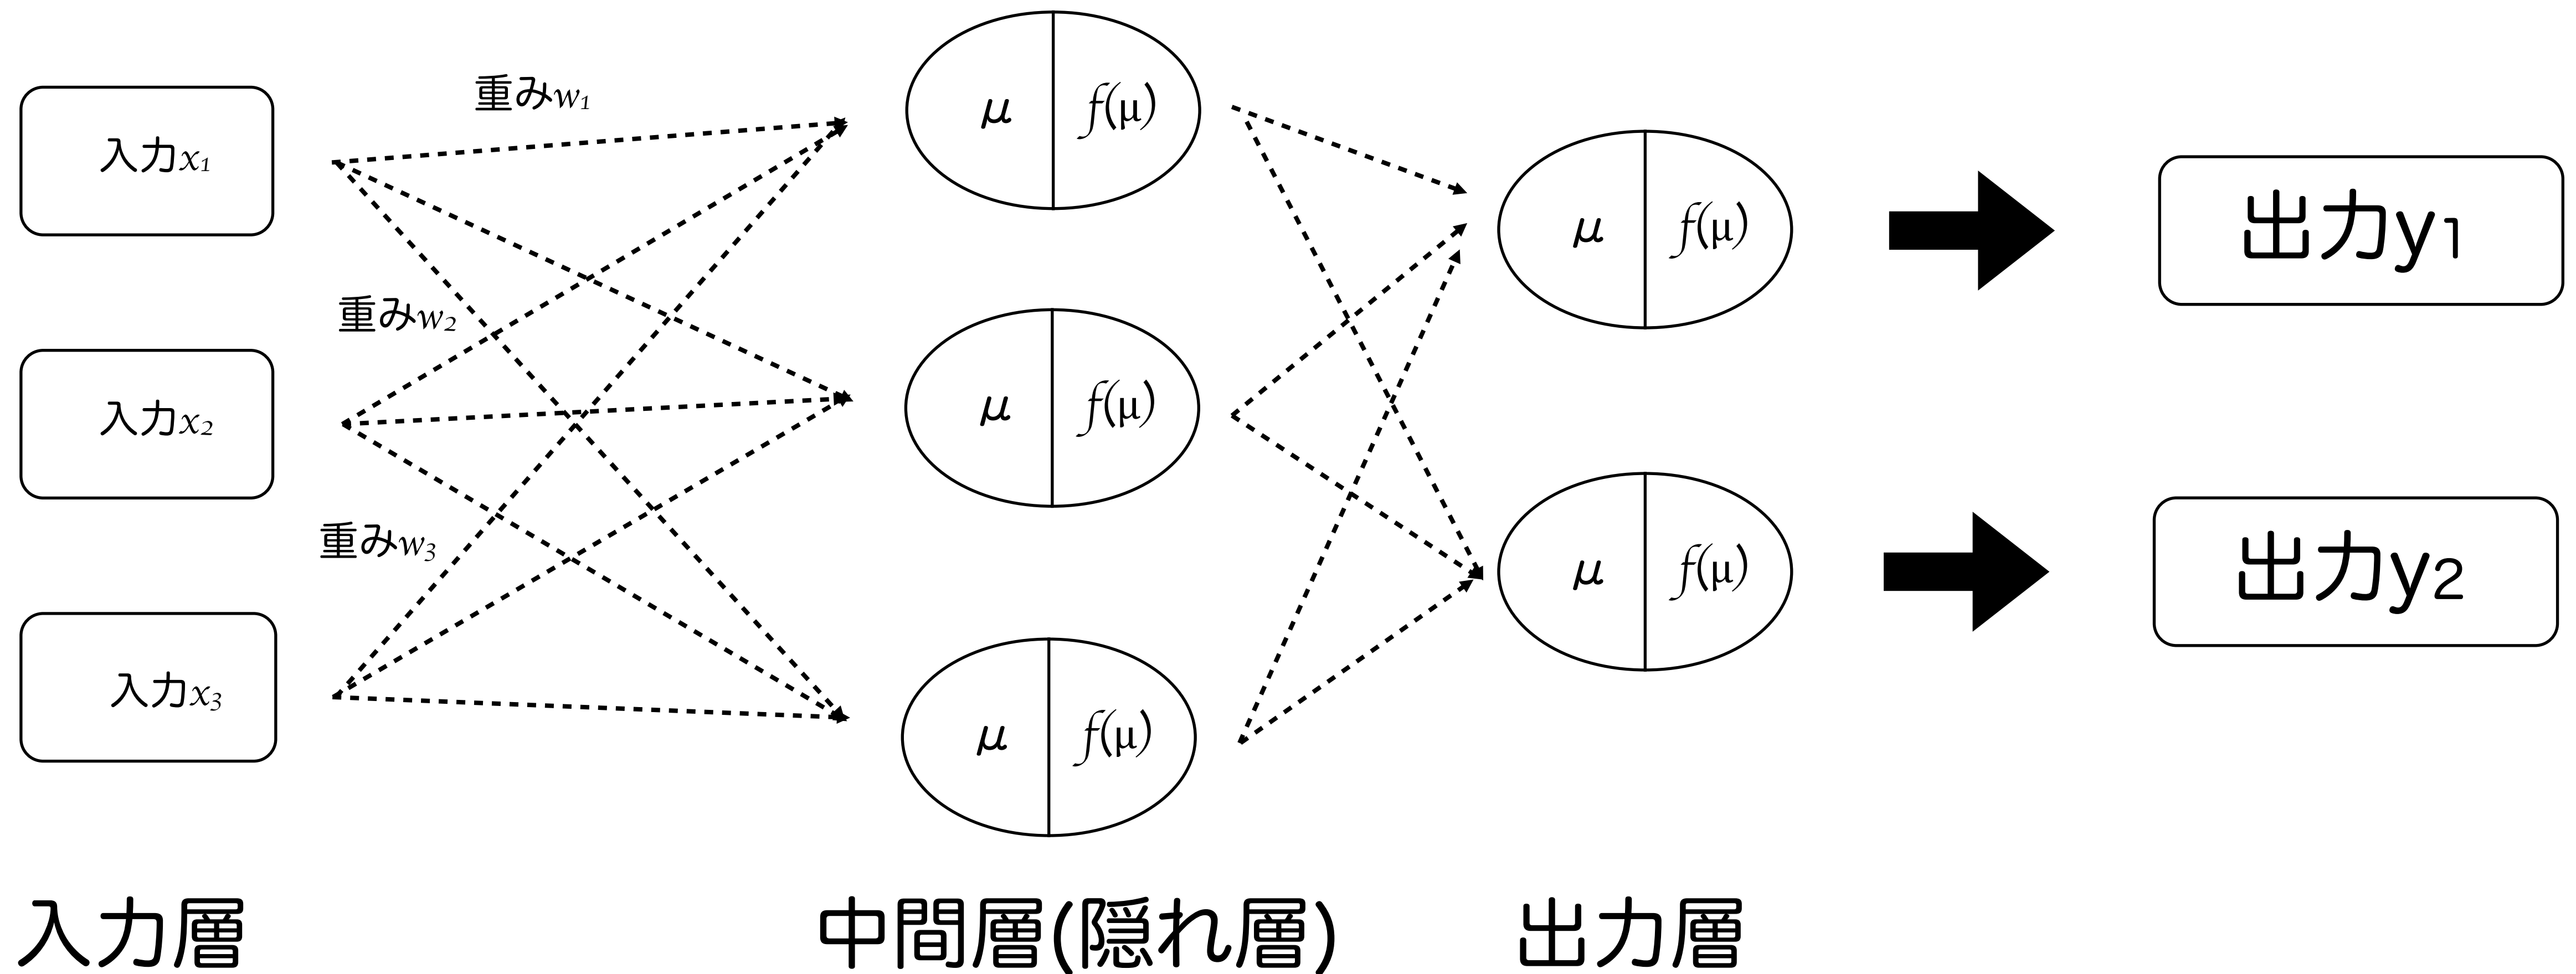 入力x1
入力x2
入力x3
重みw1
重みw2
重みw3
μ f(μ)
μ f(μ)
μ f(μ)
μ f(μ)
μ f(μ)
出力y1
出力y2
入力層
中間層(隠れ層)
出力層